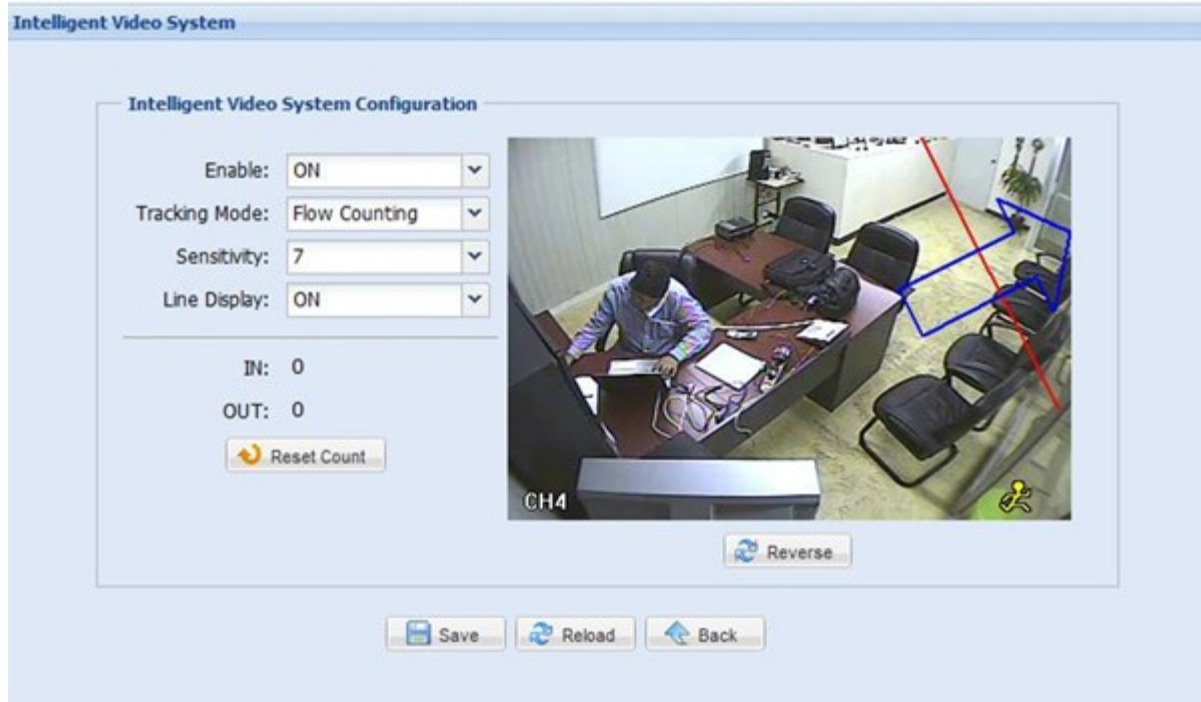 Intelligent Video System
Intelligent Video System Configuration
Enable: ON
Tracking Mode: Flow Counting
Sensitivity: 7
Line Display: ON
IN: 0
OUT: 0
Reset Count
CH4
Reverse
Save
Reload
Back